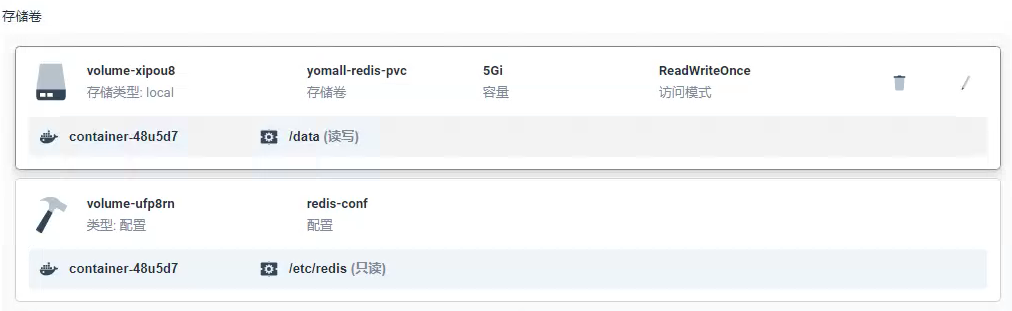 存储卷
volume-xipou8 yomall-redis-pvc 5Gi ReadWriteOnce
存储类型: local 存储卷 容量 访问模式
container-48u5d7 /data (读写)
volume-ufp8rn redis-conf
类型: 配置 配置
container-48u5d7 /etc/redis (只读)